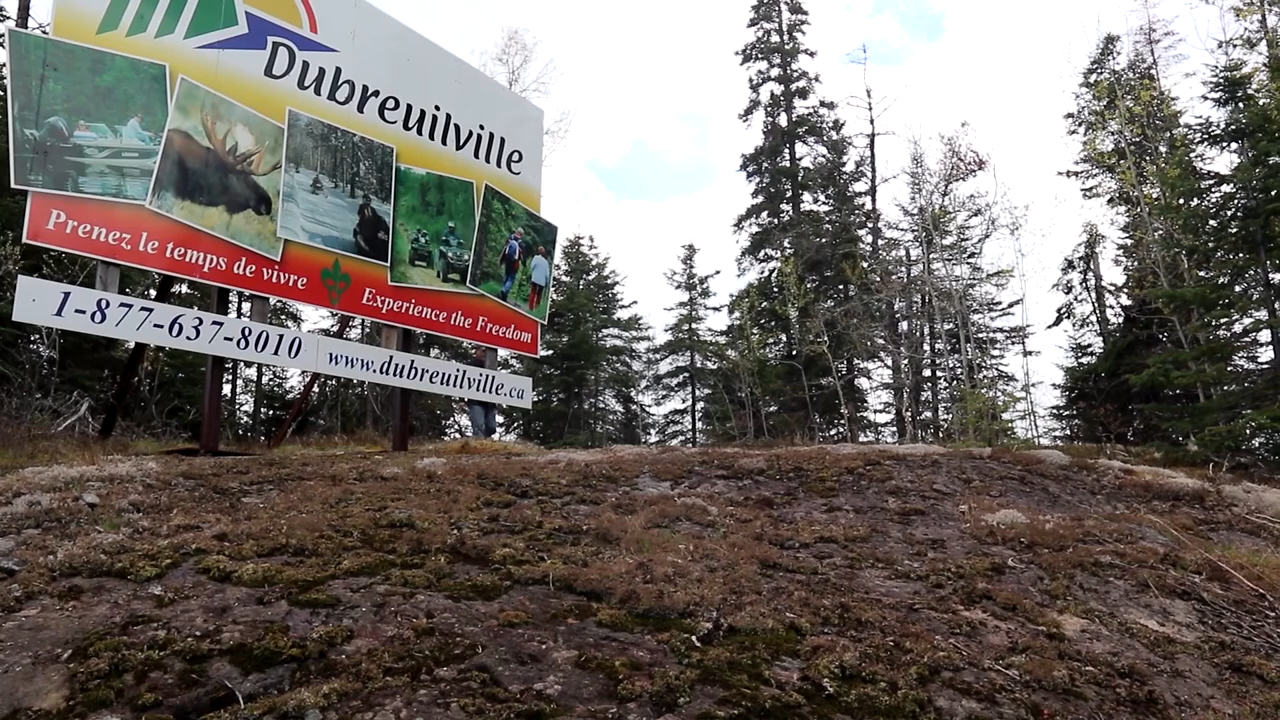 Dubreuilville
Prenez le temps de vivre
Experience the Freedom
1-877-637-8010
www.dubreuilville.ca